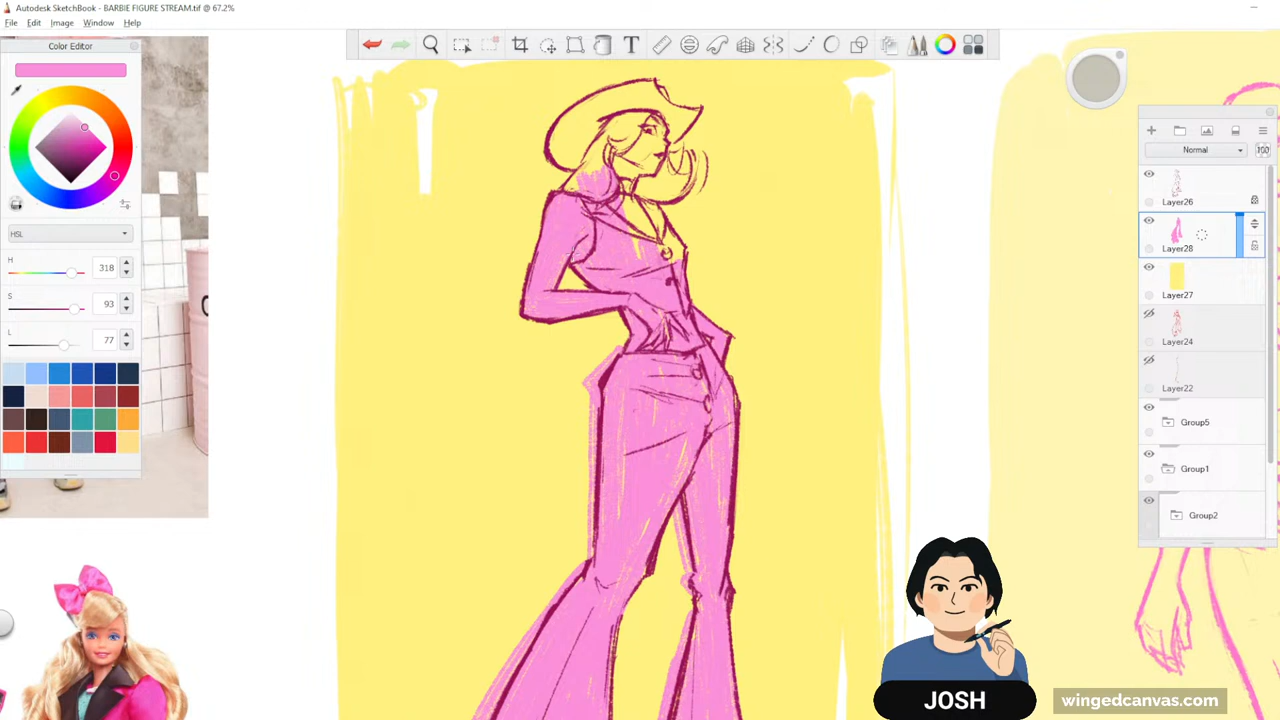 Autodesk SketchBook - BARBIE FIGURE STREAM.tif @ 67.2%
File Edit Image Window Help
Color Editor
HSL
H 318
S 93
L 77
T
Normal 100
Layer26
Layer28
Layer27
Layer24
Layer22
Group5
Group1
Group2
JOSH
wingedcanvas.com